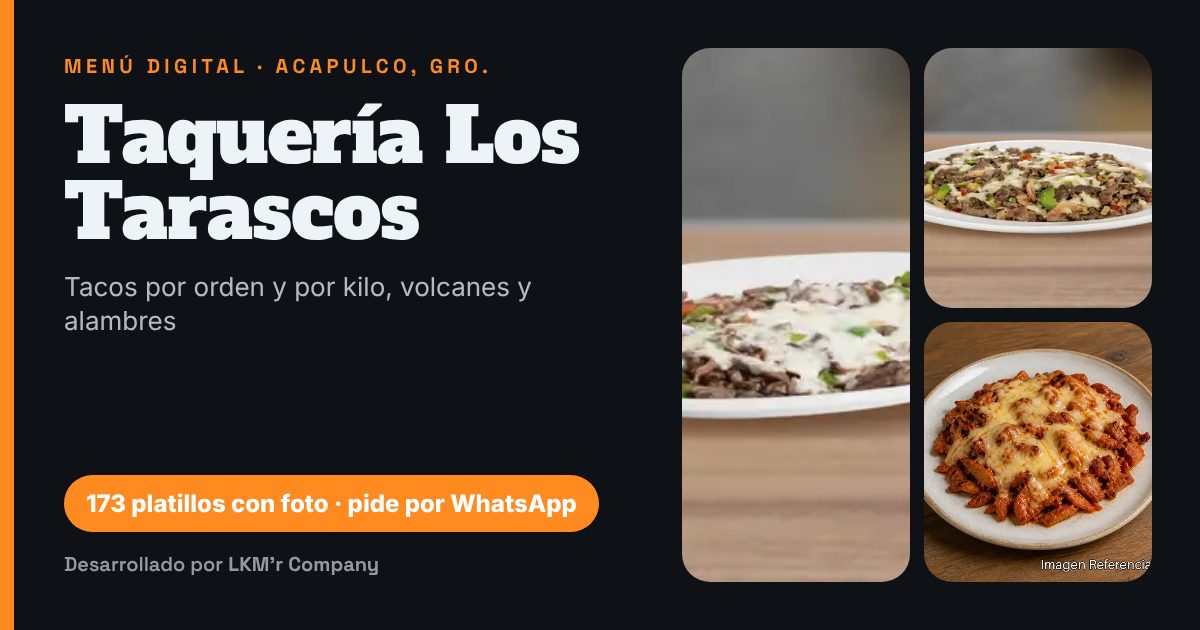 MENÚ DIGITAL · ACAPULCO, GRO.
Taquería Los
Tarascos
Tacos por orden y por kilo, volcanes y
alambres
173 platillos con foto · pide por WhatsApp
Desarrollado por LKM'r Company
Imagen Referencia